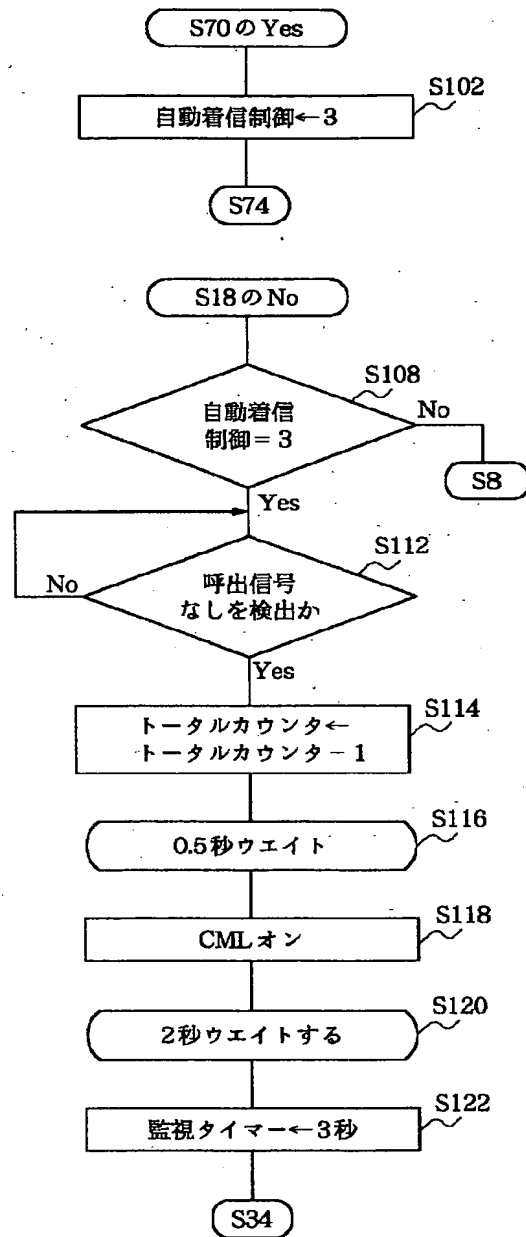 S70のYes
S102
自動着信制御←3
S74
S18のNo
S108
自動着信
制御=3
No
S8
Yes
S112
呼出信号
なしを検出か
No
Yes
S114
トータルカウンタ←
トータルカウンタ-1
S116
0.5秒ウエイト
S118
CMLオン
S120
2秒ウエイトする
S122
監視タイマー←3秒
S34